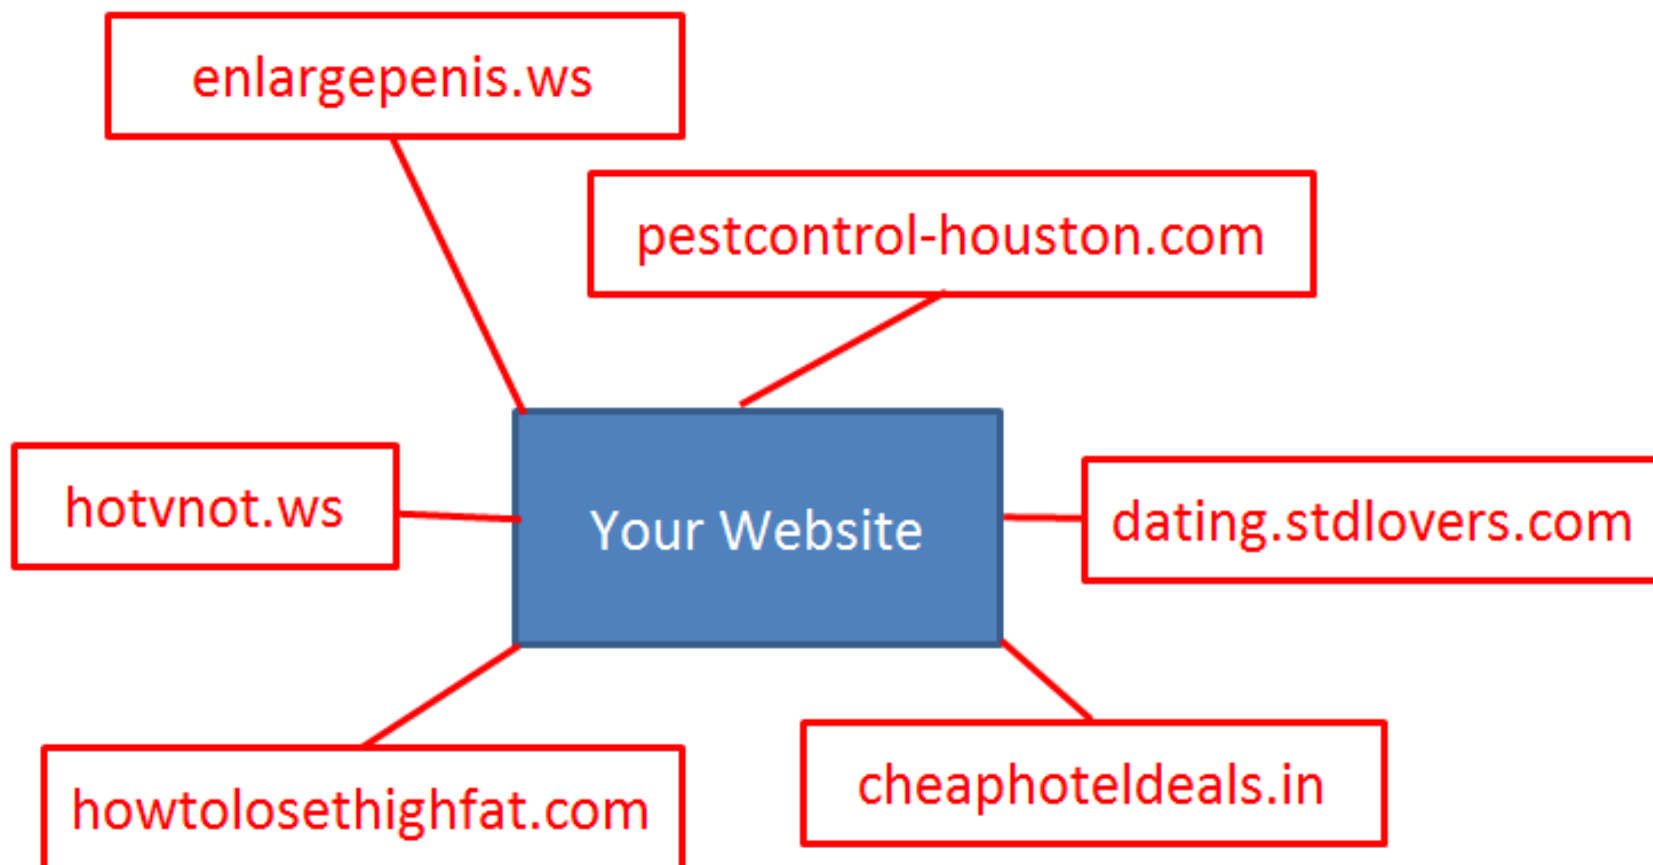 enlargepenis.ws
pestcontrol-houston.com
hotvnot.ws
Your Website
dating.stdlovers.com
howtolosethighfat.com
cheaphoteldeals.in